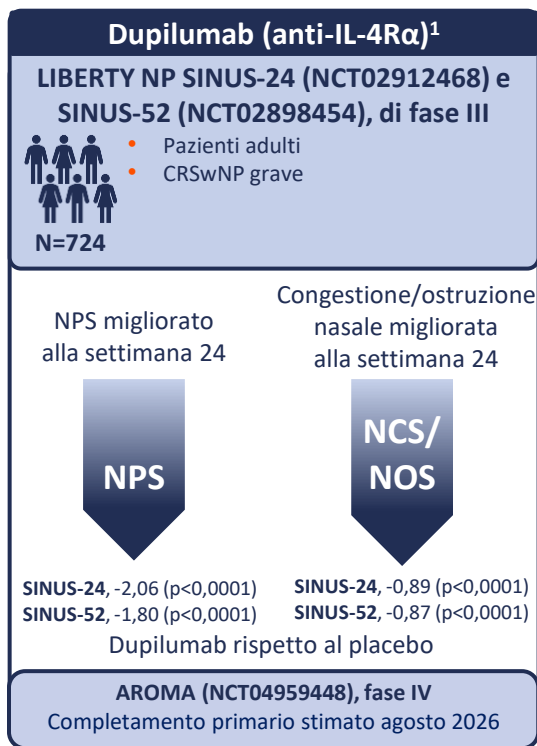 Dupilumab (anti-IL-4Rα)¹
LIBERTY NP SINUS-24 (NCT02912468) e
SINUS-52 (NCT02898454), di fase III
• Pazienti adulti
• CRSwNP grave
N=724
NPS migliorato
alla settimana 24
Congestione/ostruzione
nasale migliorata
alla settimana 24
NPS
NCS/
NOS
SINUS-24, -2,06 (p<0,0001)
SINUS-52, -1,80 (p<0,0001)
SINUS-24, -0,89 (p<0,0001)
SINUS-52, -0,87 (p<0,0001)
Dupilumab rispetto al placebo
AROMA (NCT04959448), fase IV
Completamento primario stimato agosto 2026